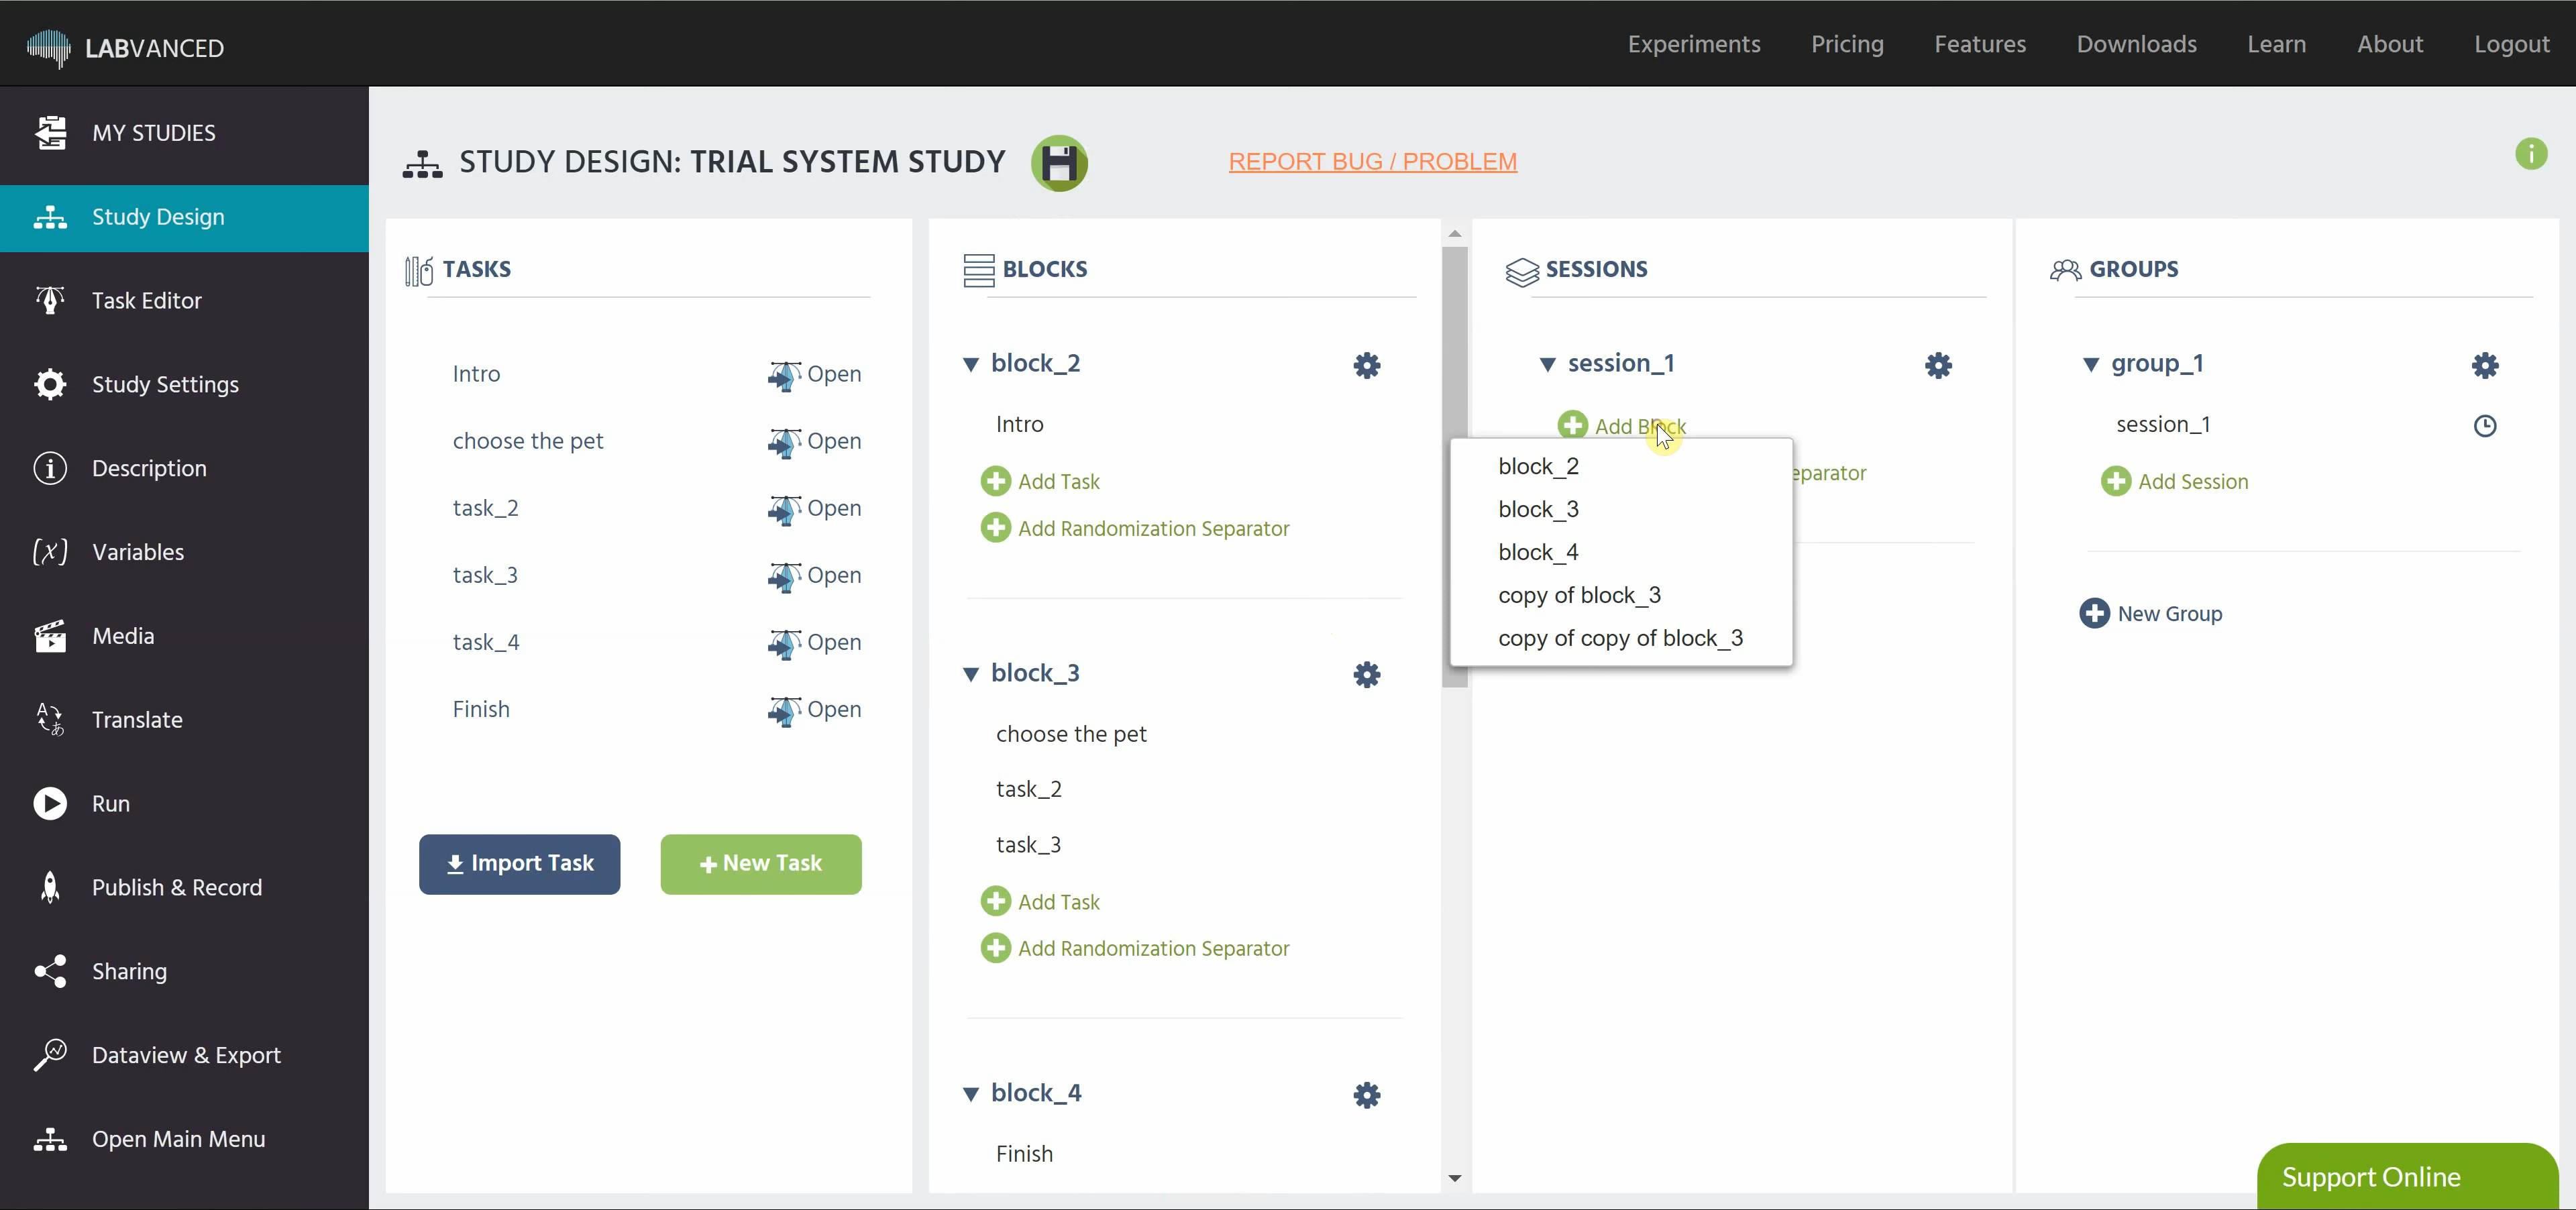 LABVANCED
Experiments
Pricing
Features
Downloads
Learn
About
Logout
MY STUDIES
Study Design
Task Editor
Study Settings
Description
Variables
Media
Translate
Run
Publish & Record
Sharing
Dataview & Export
Open Main Menu
STUDY DESIGN: TRIAL SYSTEM STUDY
REPORT BUG / PROBLEM
TASKS
Intro Open
choose the pet Open
task_2 Open
task_3 Open
task_4 Open
Finish Open
Import Task
New Task
BLOCKS
block_2
Intro
Add Task
Add Randomization Separator
block_3
choose the pet
task_2
task_3
Add Task
Add Randomization Separator
block_4
Finish
SESSIONS
session_1
Add Block
eparator
block_2
block_3
block_4
copy of block_3
copy of copy of block_3
GROUPS
group_1
session_1
Add Session
New Group
Support Online